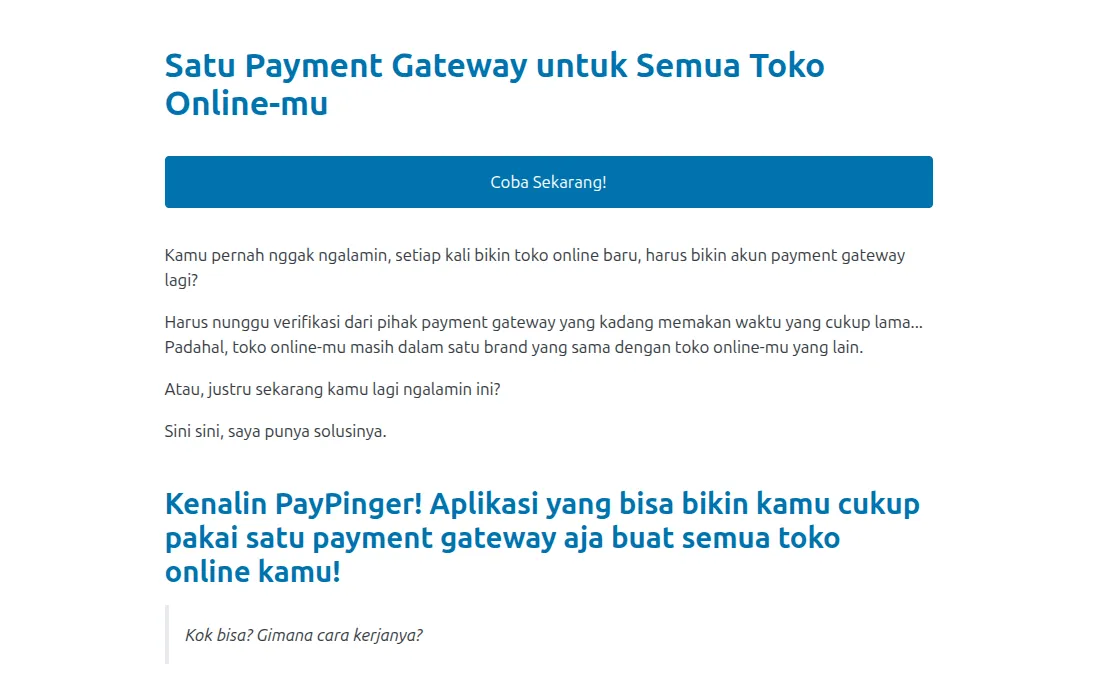 Satu Payment Gateway untuk Semua Toko
Online-mu
Coba Sekarang!
Kamu pernah nggak ngalamin, setiap kali bikin toko online baru, harus bikin akun payment gateway
lagi?
Harus nunggu verifikasi dari pihak payment gateway yang kadang memakan waktu yang cukup lama...
Padahal, toko online-mu masih dalam satu brand yang sama dengan toko online-mu yang lain.
Atau, justru sekarang kamu lagi ngalamin ini?
Sini sini, saya punya solusinya.
Kenalin PayPinger! Aplikasi yang bisa bikin kamu cukup
pakai satu payment gateway aja buat semua toko
online kamu!
Kok bisa? Gimana cara kerjanya?